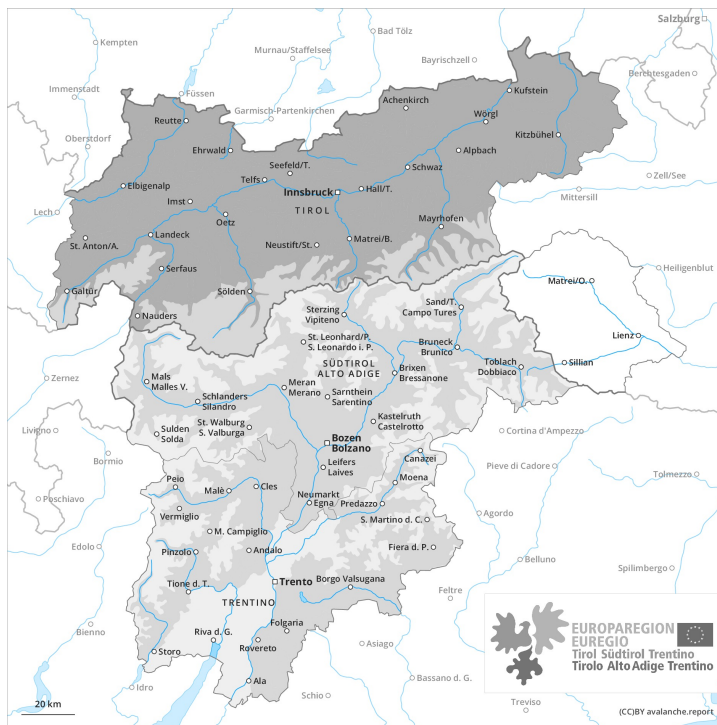 Salzburg
Kempten
Bad Tölz
Murnau/Staffelsee
Bayrischzell
Berchtesgaden
Immenstadt
Füssen
Garmisch-Partenkirchen
Achenkirch
Kufstein
Reutte
Wörgl
Oberstdorf
Ehrwald
Kitzbühel
Alpbach
Seefeld/T.
Schwaz
Zell/See
Telfs
Elbigenalp
Innsbruck
Hall/T.
Mittersill
Imst
TIROL
Lech
Oetz
Mayrhofen
St. Anton/A.
Landeck
Neustift/St.
Matrei/B.
Serfaus
Heiligenblut
Galtür
Sölden
Matrei/O.
Nauders
Sterzing
Vipiteno
Sand/T.
Campo Tures
St. Leonhard/P.
S. Leonardo i. P.
Lienz
Bruneck
Brunico
SÜDTIROL
ALTO ADIGE
Toblach
Dobbiaco
Sillian
Zernez
Mals
Malles V.
Meran
Merano
Brixen
Bressanone
Schlanders
Silandro
Sarnthein
Sarentino
St. Walburg
S. Valburga
Kastelruth
Castelrotto
Livigno
Sulden
Solda
Cortina d'Ampezzo
Bozen
Bolzano
Bormio
Canazei
Leifers
Laives
Pieve di Cadore
Tolmezzo
Peio
Malè
Cles
Moena
Poschiavo
Neumarkt
Egna
Predazzo
Vermiglio
S. Martino d. C.
Agordo
M. Campiglio
Edolo
Pinzolo
Andalo
Fiera d. P.
Belluno
Spilimbergo
Tione d. T.
Trento
Borgo Valsugana
Feltre
TRENTINO
Folgaria
Bienno
Riva d. G.
Rovereto
Asiago
Storo
Ala
Idro
Schio
Bassano d. G.
Treviso
EUROPAREGION
EUREGIO
Tirol Südtirol Trentino
Tirolo Alto Adige Trentino
20 km
(CC)BY avalanche.report